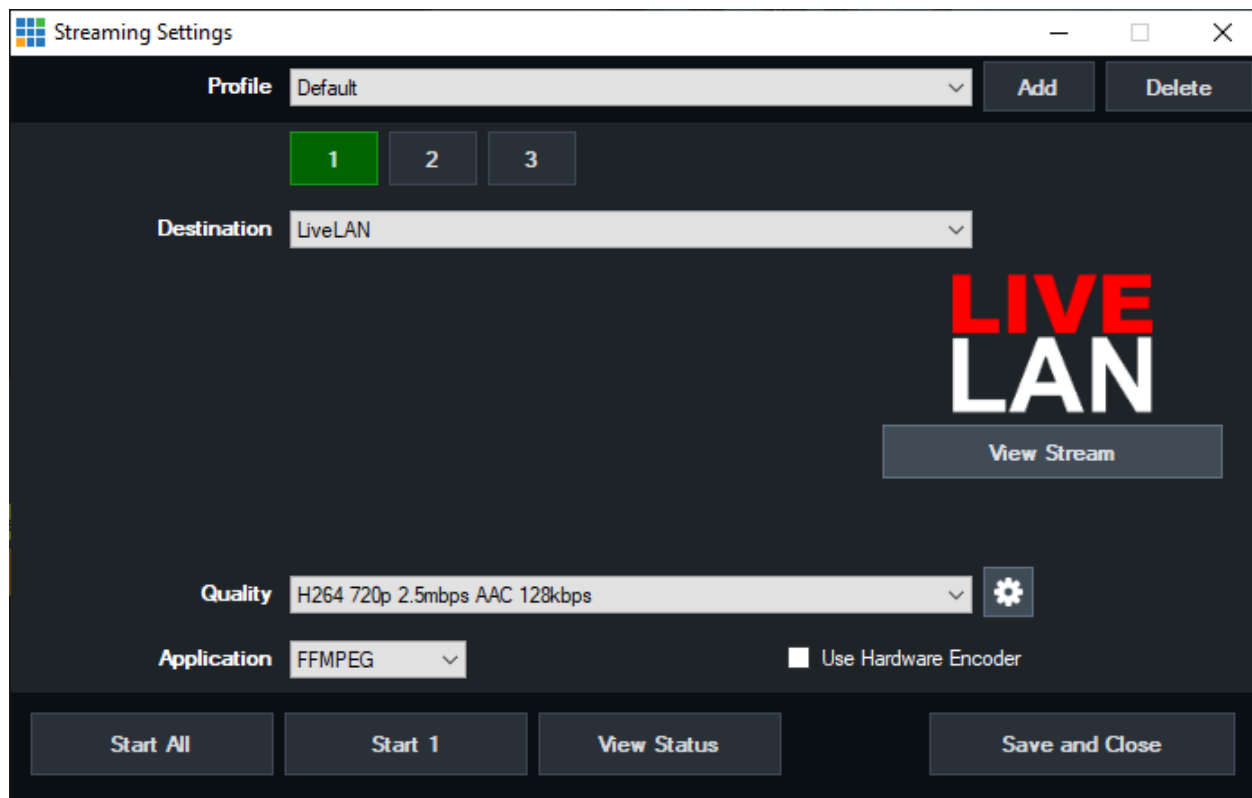 Streaming Settings
Profile Default Add Delete
1 2 3
Destination LiveLAN
LIVE
LAN
View Stream
Quality H264 720p 2.5mbps AAC 128kbps
Application FFMPEG Use Hardware Encoder
Start All Start 1 View Status Save and Close